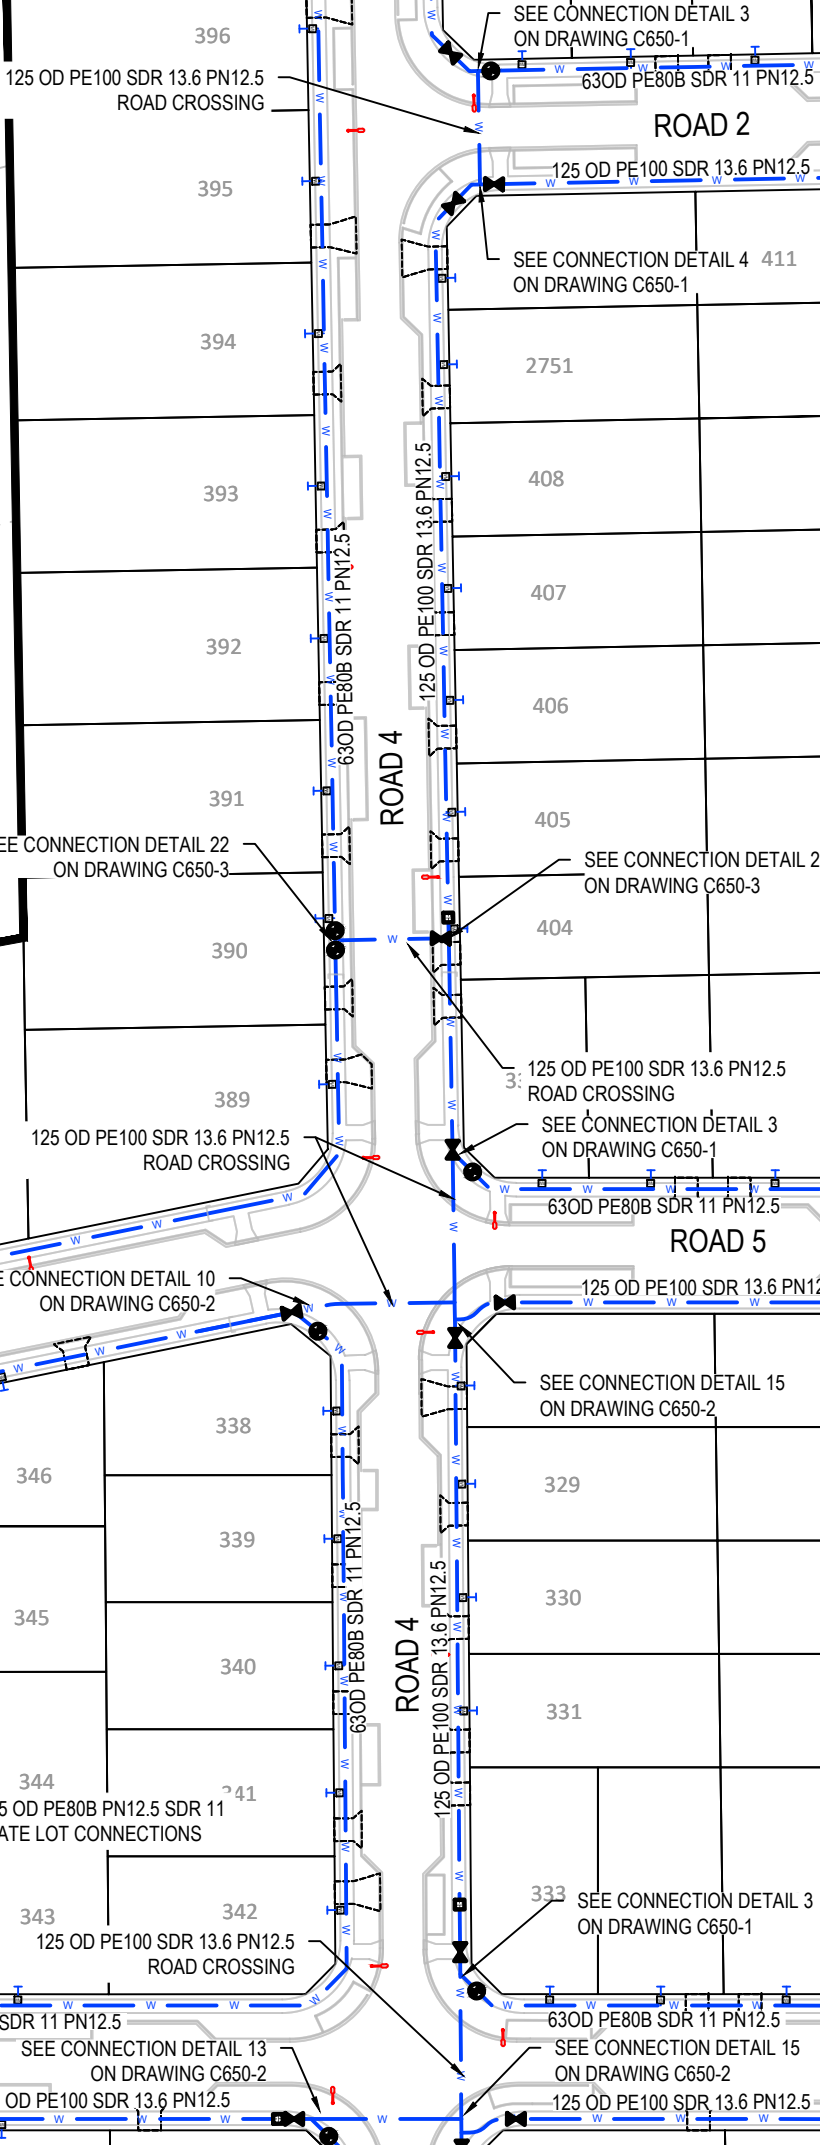 SEE CONNECTION DETAIL 3
ON DRAWING C650-1
396
125 OD PE100 SDR 13.6 PN12.5
ROAD CROSSING
63OD PE80B SDR 11 PN12.5
ROAD 2
125 OD PE100 SDR 13.6 PN12.5
395
SEE CONNECTION DETAIL 4
ON DRAWING C650-1
411
394
2751
393
408
125 OD PE100 SDR 13.6 PN12.5
63OD PE80B SDR 11 PN12.5
407
392
406
ROAD 4
391
405
EE CONNECTION DETAIL 22
ON DRAWING C650-3
SEE CONNECTION DETAIL 2
ON DRAWING C650-3
404
390
125 OD PE100 SDR 13.6 PN12.5
ROAD CROSSING
389
SEE CONNECTION DETAIL 3
ON DRAWING C650-1
125 OD PE100 SDR 13.6 PN12.5
ROAD CROSSING
63OD PE80B SDR 11 PN12.5
ROAD 5
E CONNECTION DETAIL 10
ON DRAWING C650-2
125 OD PE100 SDR 13.6 PN12
SEE CONNECTION DETAIL 15
ON DRAWING C650-2
338
346
329
339
63OD PE80B SDR 11 PN12.5
125 OD PE100 SDR 13.6 PN12.5
330
345
340
ROAD 4
331
344
341
5 OD PE80B PN12.5 SDR 11
ATE LOT CONNECTIONS
333
SEE CONNECTION DETAIL 3
ON DRAWING C650-1
343
342
125 OD PE100 SDR 13.6 PN12.5
ROAD CROSSING
SDR 11 PN12.5
63OD PE80B SDR 11 PN12.5
SEE CONNECTION DETAIL 13
ON DRAWING C650-2
SEE CONNECTION DETAIL 15
ON DRAWING C650-2
OD PE100 SDR 13.6 PN12.5
125 OD PE100 SDR 13.6 PN12.5